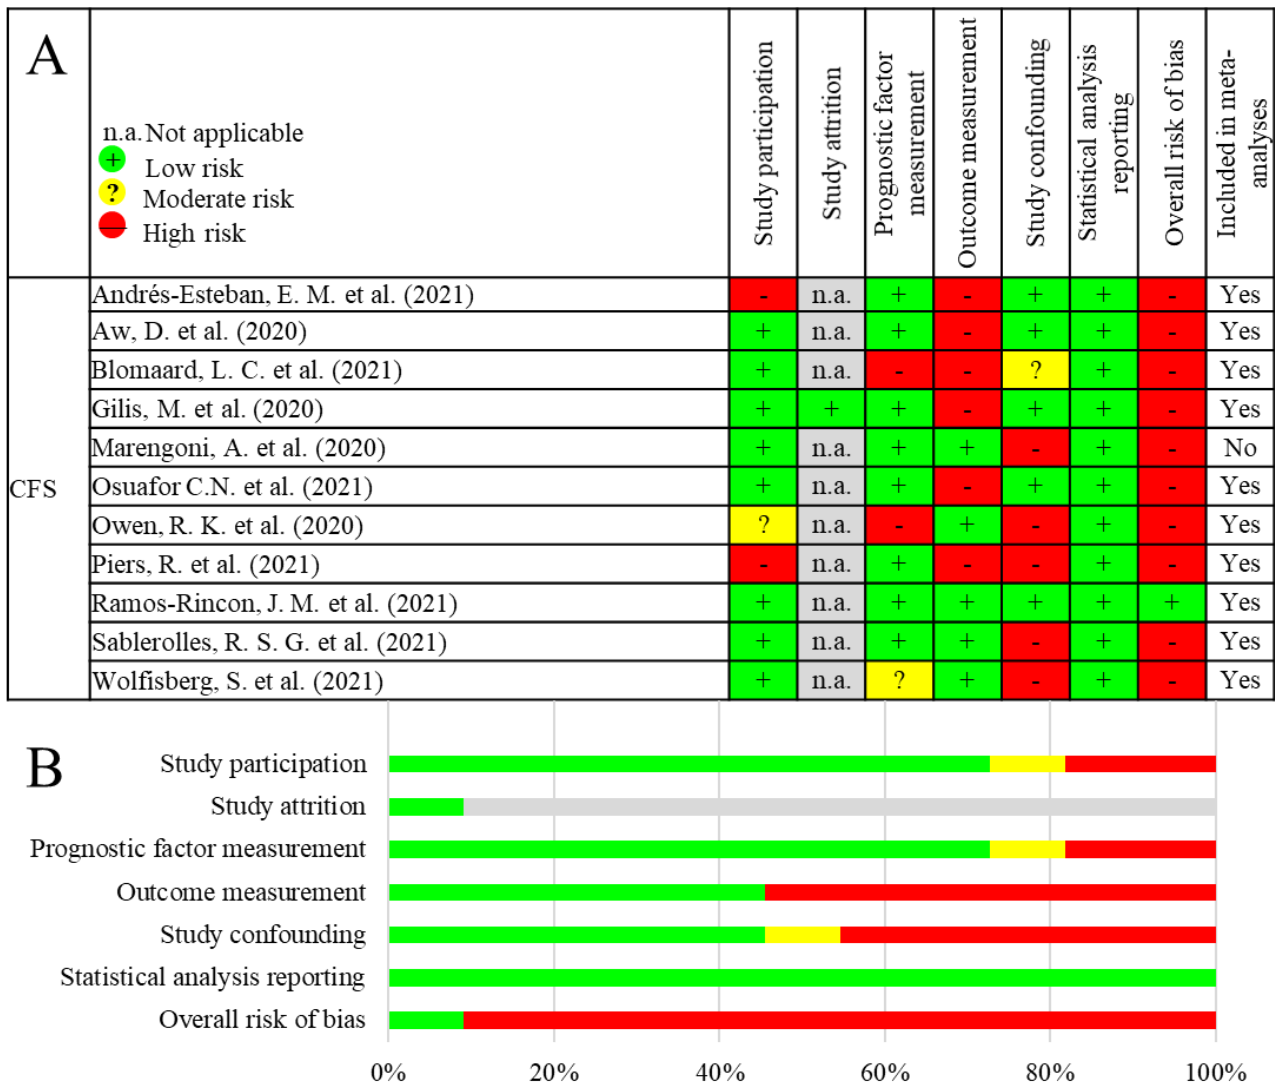 A
n.a. Not applicable
+ Low risk
? Moderate risk
— High risk
Study participation
Study attrition
Prognostic factor
measurement
Outcome measurement
Study confounding
Statistical analysis
reporting
Overall risk of bias
Included in meta-
analyses
CFS
Andrés-Esteban, E. M. et al. (2021) - n.a. + - + + - Yes
Aw, D. et al. (2020) + n.a. + - + + - Yes
Blomaard, L. C. et al. (2021) + n.a. - - ? + - Yes
Gilis, M. et al. (2020) + + + - + + - Yes
Marengoni, A. et al. (2020) + n.a. + + - + - No
Osuafor C.N. et al. (2021) + n.a. + - + + - Yes
Owen, R. K. et al. (2020) ? n.a. - + - + - Yes
Piers, R. et al. (2021) - n.a. + - - + - Yes
Ramos-Rincon, J. M. et al. (2021) + n.a. + + + + + Yes
Sablerolles, R. S. G. et al. (2021) + n.a. + + - + - Yes
Wolfisberg, S. et al. (2021) + n.a. ? + - + - Yes
B
Study participation
Study attrition
Prognostic factor measurement
Outcome measurement
Study confounding
Statistical analysis reporting
Overall risk of bias
0% 20% 40% 60% 80% 100%